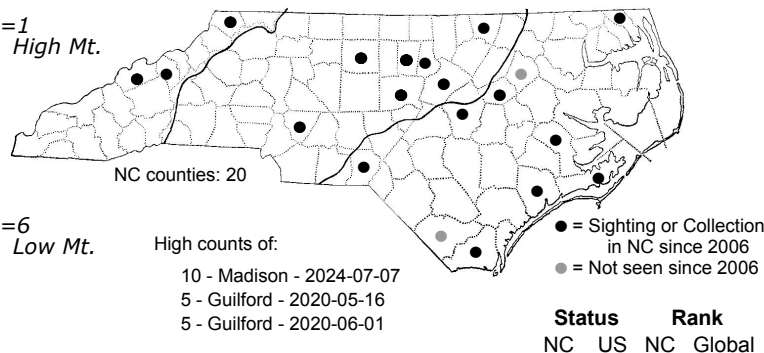 =1
High Mt.
NC counties: 20
=6
Low Mt.
High counts of:
10 - Madison - 2024-07-07
5 - Guilford - 2020-05-16
5 - Guilford - 2020-06-01
= Sighting or Collection
in NC since 2006
= Not seen since 2006
Status Rank
NC US NC Global